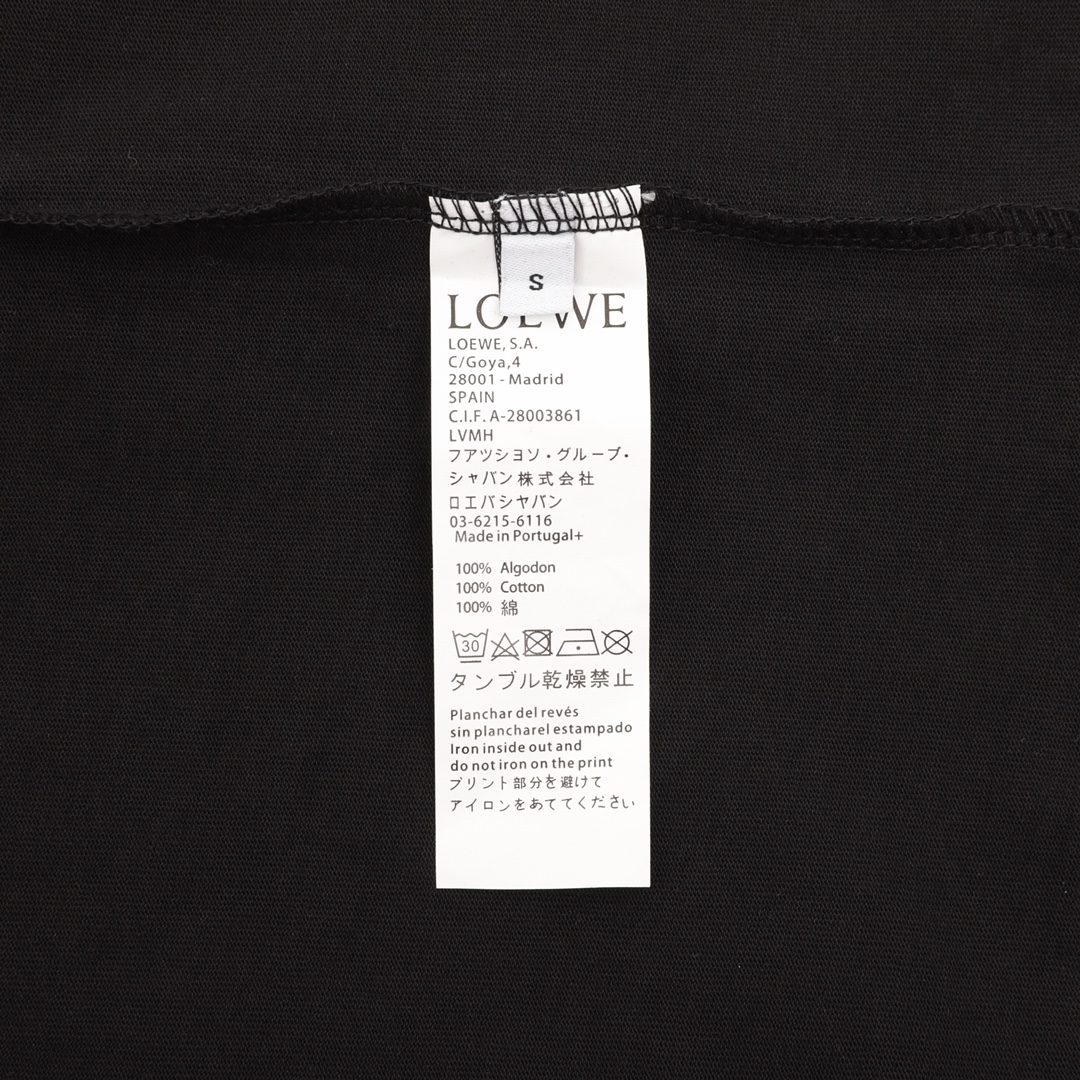 S
LOEWE
LOEWE, S.A.
C/Goya,4
28001 - Madrid
SPAIN
C.I.F. A-28003861
LVMH
フアツシヨソ・グループ・
シャバン株式会社
ロエバシヤバン
03-6215-6116
Made in Portugal+
100% Algodon
100% Cotton
100% 綿
30
タンブル乾燥禁止
Planchar del revés
sin plancharel estampado
Iron inside out and
do not iron on the print
プリント部分を避けて
アイロンをあててください